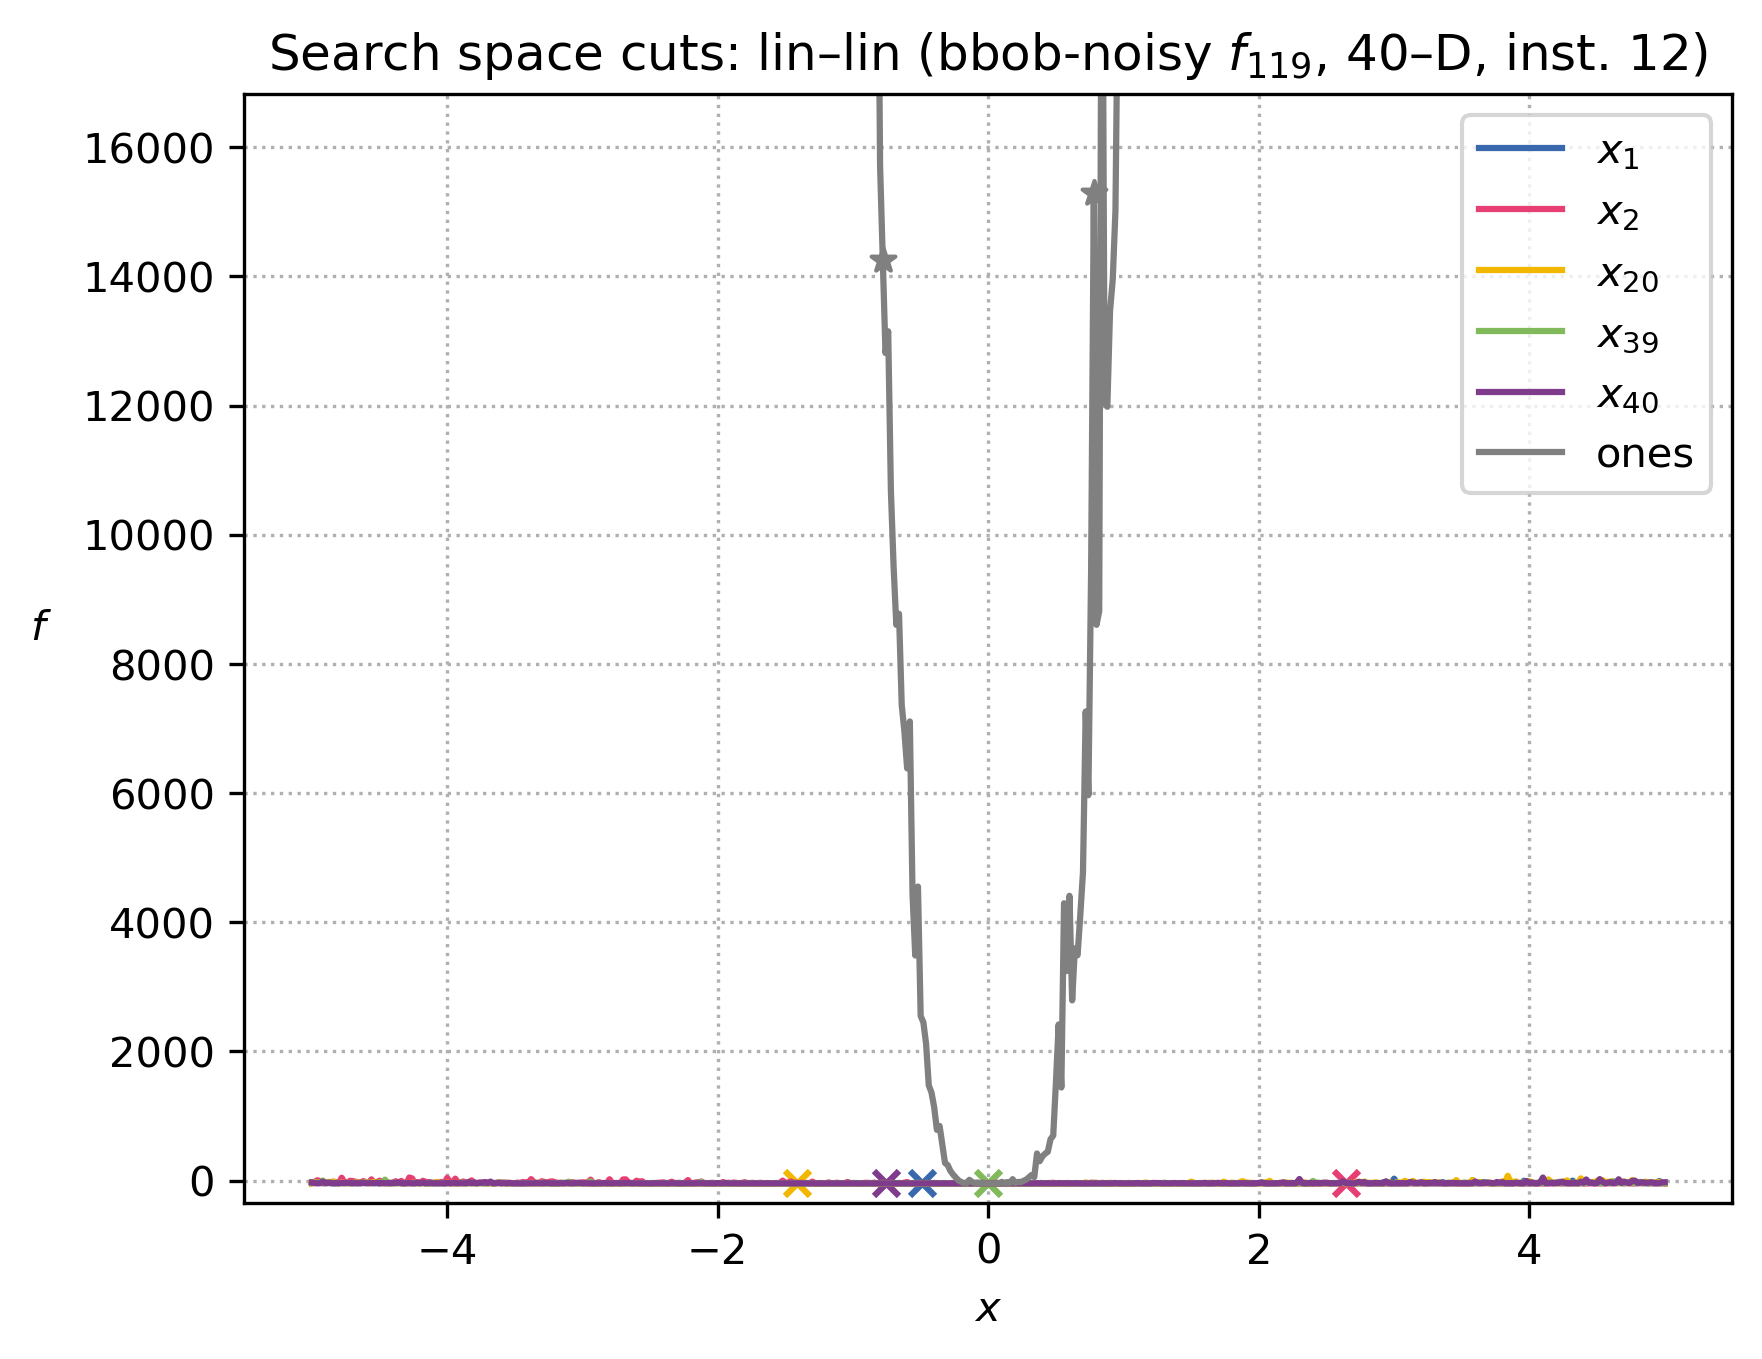 Search space cuts: lin–lin (bbob-noisy f₁₁₉, 40–D, inst. 12)
16000
14000
12000
10000
8000
6000
4000
2000
0
f
−4 −2 0 2 4
x
x₁
x₂
x₂₀
x₃₉
x₄₀
ones